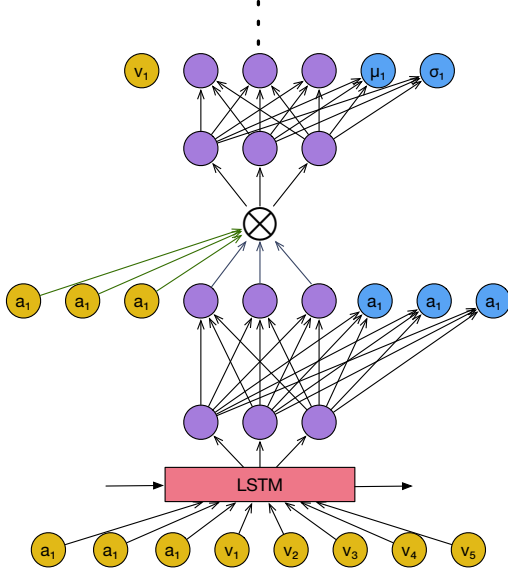 v₁ μ₁ σ₁
a₁ a₁ a₁ a₁ a₁ a₁
LSTM
a₁ a₁ a₁ v₁ v₂ v₃ v₄ v₅